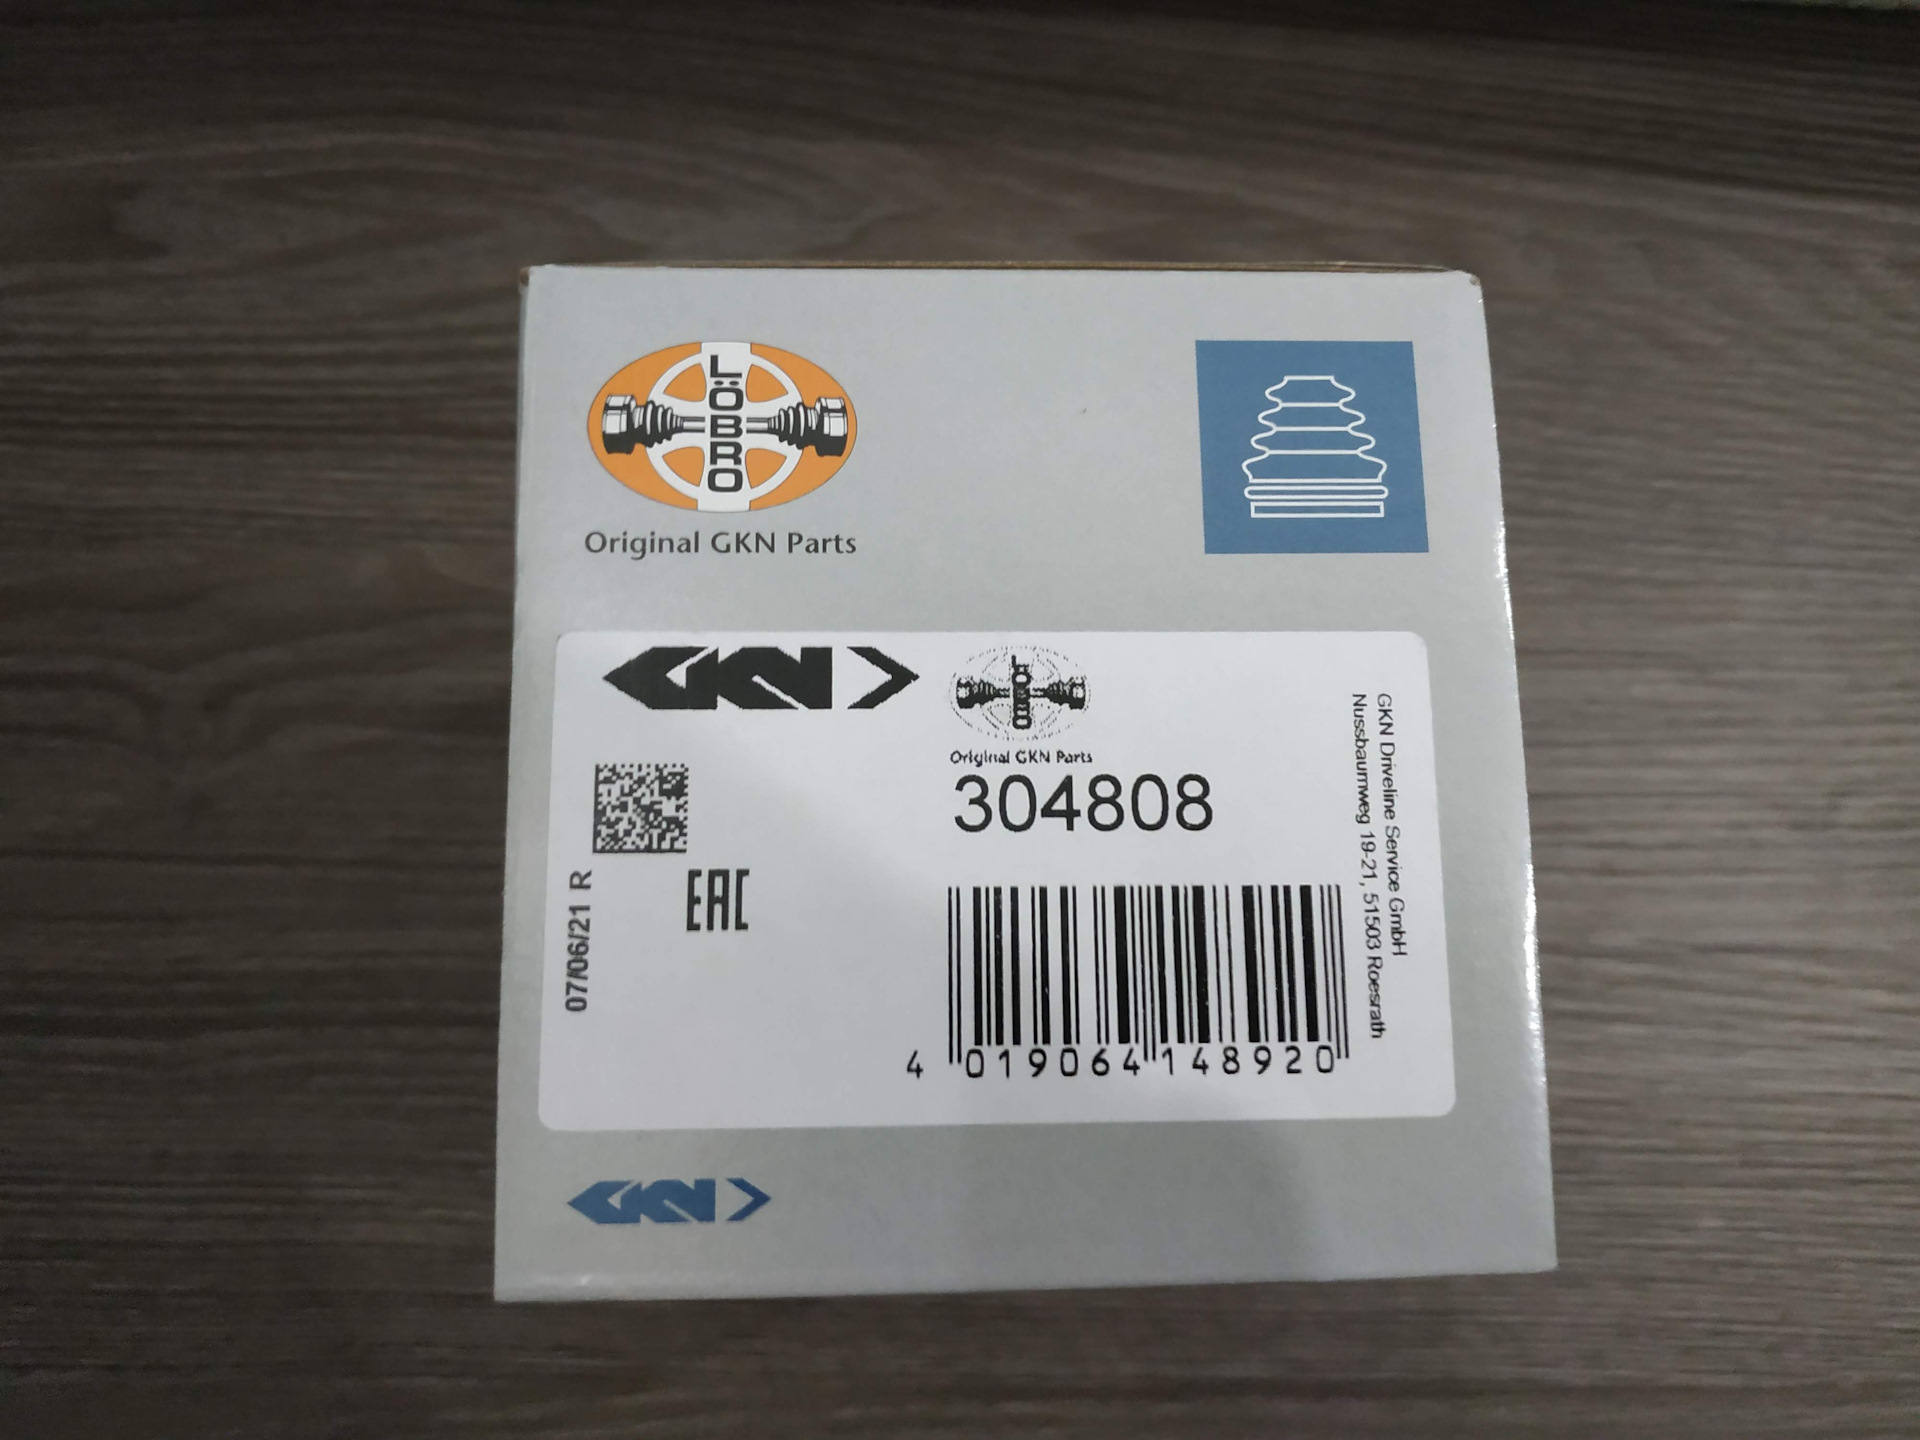 LÖBRO
Original GKN Parts
GKN
LÖBRO
Original GKN Parts
304808
GKN Driveline Service GmbH
Nussbaumweg 19-21, 51503 Roesrath
07/06/21 R
EAC
4 019064 148920
GKN